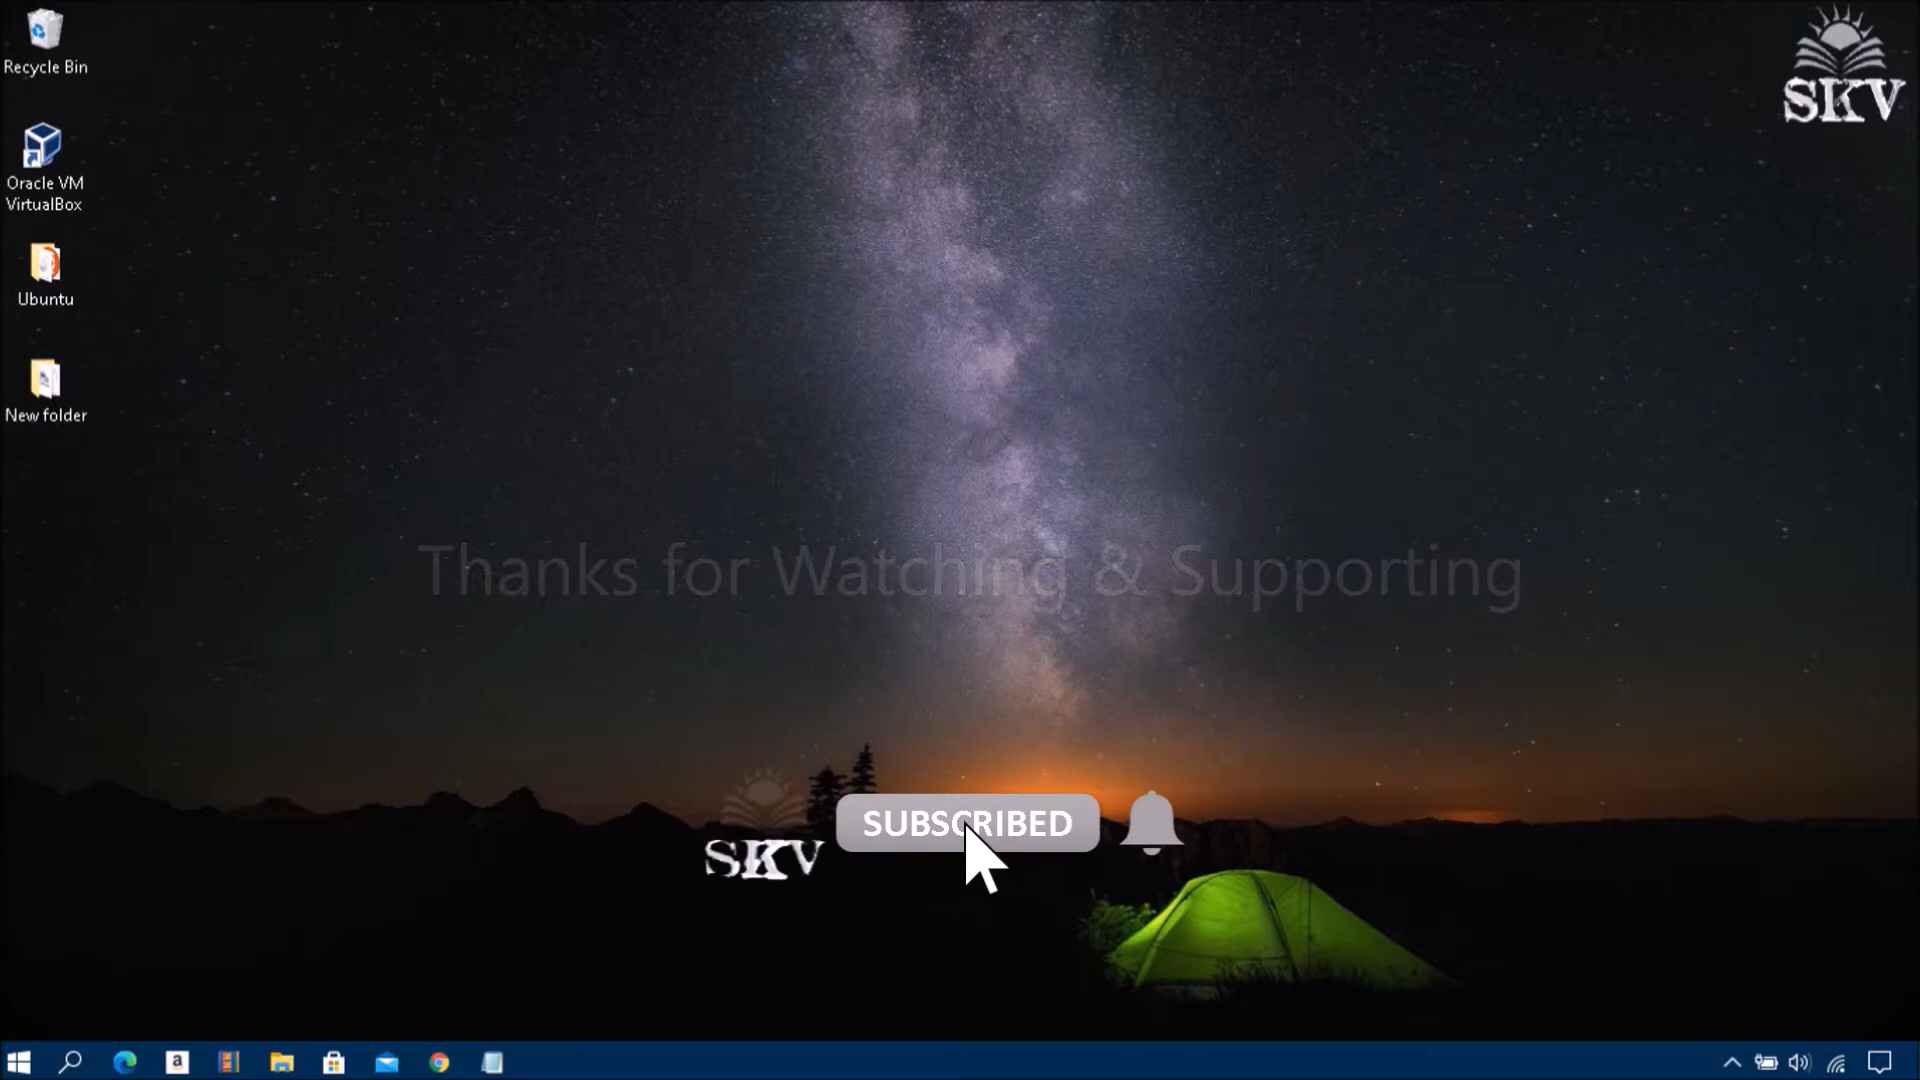 Recycle Bin
SKV
Oracle VM
VirtualBox
Ubuntu
New folder
Thanks for Watching & Supporting
SUBSCRIBED
SKV
a